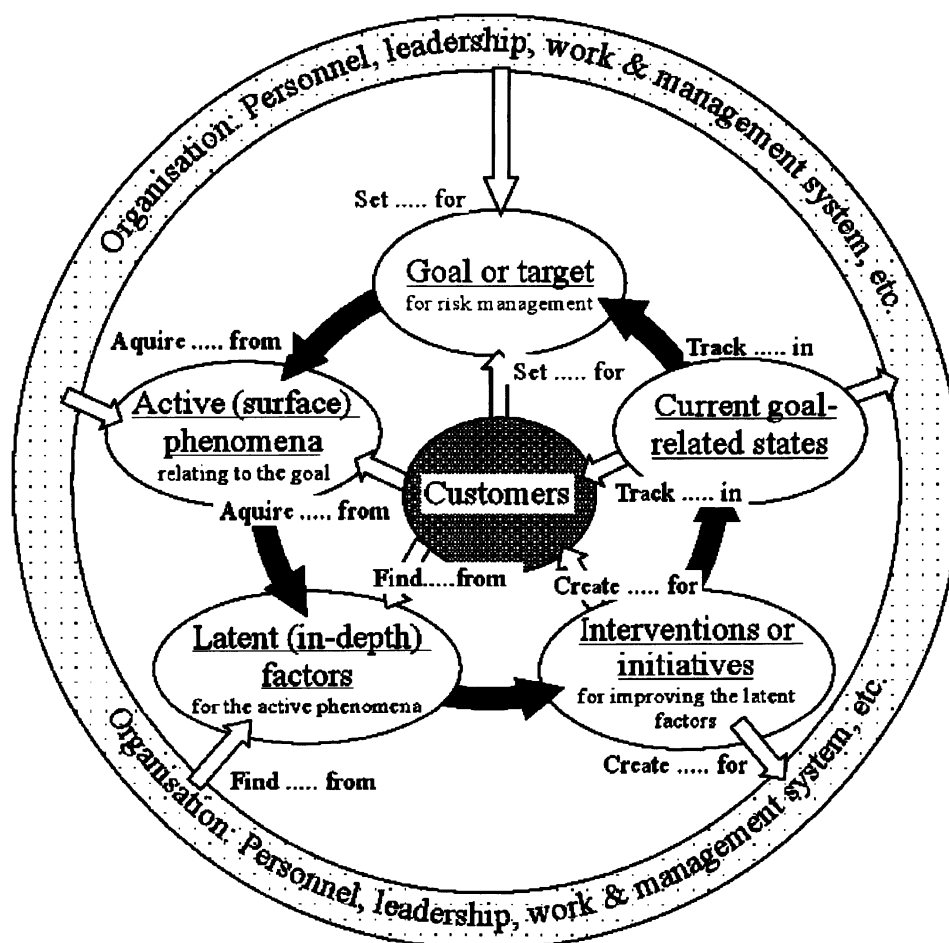 Organisation: Personnel, leadership, work & management system, etc.
Set ..... for
Goal or target
for risk management
Aquire ..... from
Track ..... in
Set ..... for
Active (surface)
phenomena
relating to the goal
Current goal-
related states
Customers
Aquire ..... from
Track ..... in
Find.....from
Create ..... for
Latent (in-depth)
factors
for the active phenomena
Interventions or
initiatives
for improving the latent
factors
Find ..... from
Create ..... for
Organisation: Personnel, leadership, work & management system, etc.